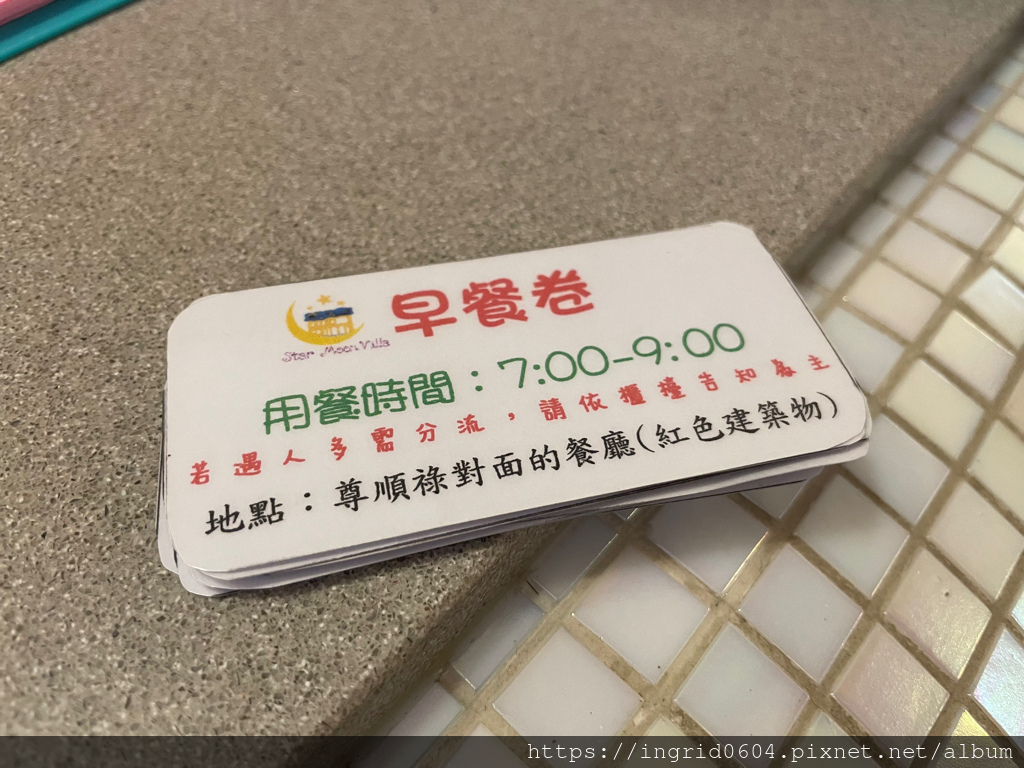 早餐卷
Star Moon Villa
用餐時間：7:00-9:00
若遇人多需分流，請依櫃檯告知為主
地點：尊順祿對面的餐廳(紅色建築物)
https://ingrid0604.pixnet.net/album